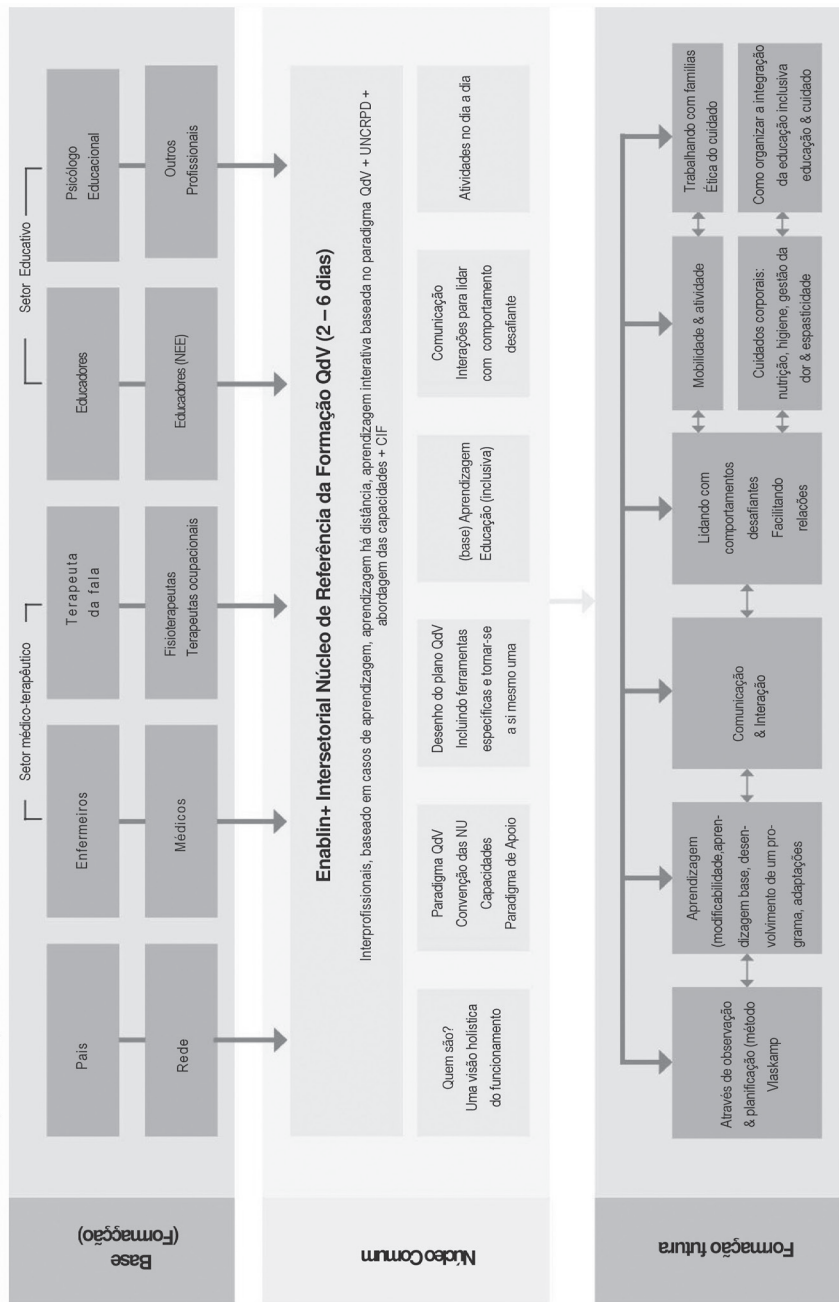 Base
(Formacção)
Setor médico-terapêutico
Setor Educativo
Pais
Enfermeiros
Terapeuta
da fala
Educadores
Psicólogo
Educacional
Rede
Médicos
Fisioterapeutas
Terapeutas ocupacionais
Educadores (NEE)
Outros
Profissionais
Núcleo Comum
Enablin+ Intersetorial Núcleo de Referência da Formação QdV (2 – 6 dias)
Interprofissionais, baseado em casos de aprendizagem, aprendizagem há distância, aprendizagem interativa baseada no paradigma QdV + UNCRPD +
abordagem das capacidades + CIF
Quem são?
Uma visão holística
do funcionamento
Paradigma QdV
Convenção das NU
Capacidades
Paradigma de Apoio
Desenho do plano QdV
Incluindo ferramentas
específicas e tornar-se
a si mesmo uma
(base) Aprendizagem
Educação (inclusiva)
Comunicação
Interações para lidar
com comportamento
desafiante
Atividades no dia a dia
Formação futura
Através de observação
& planificação (método
Vlaskamp
Aprendizagem
(modificabilidade,apren-
dizagem base, desen-
volvimento de um pro-
grama, adaptações
Comunicação
& Interação
Lidando com
comportamentos
desafiantes
Facilitando
relações
Mobilidade & atividade
Cuidados corporais:
nutrição, higiene, gestão da
dor & espasticidade
Trabalhando com famílias
Ética do cuidado
Como organizar a integração
da educação inclusiva
educação & cuidado